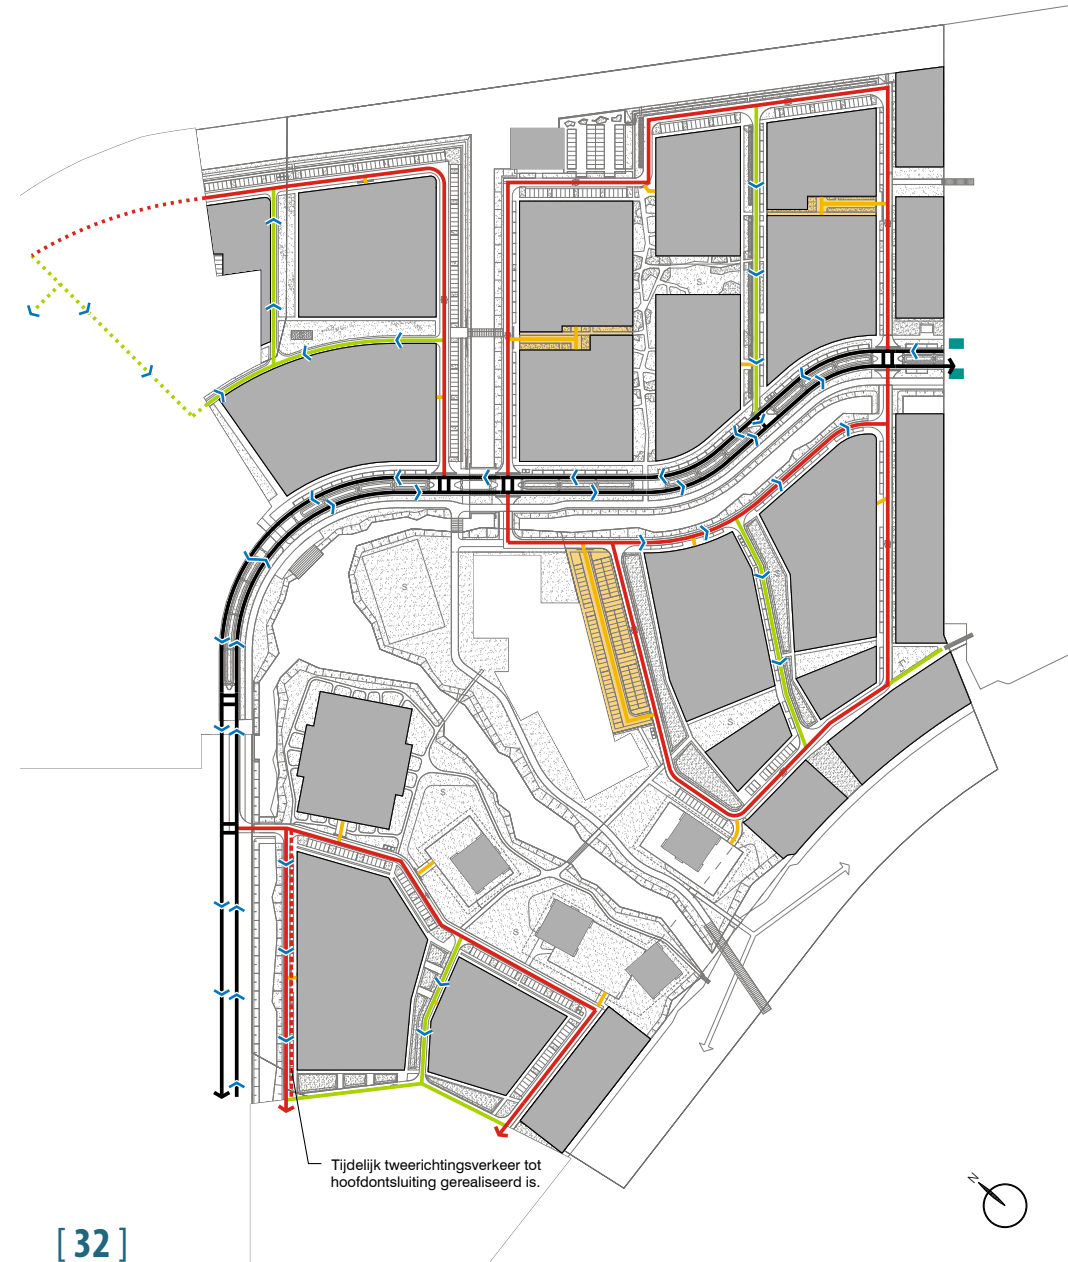 S
S
S
S
S
Tijdelijk tweerichtingsverkeer tot
hoofdontsluiting gerealiseerd is.
N
[ 32 ]